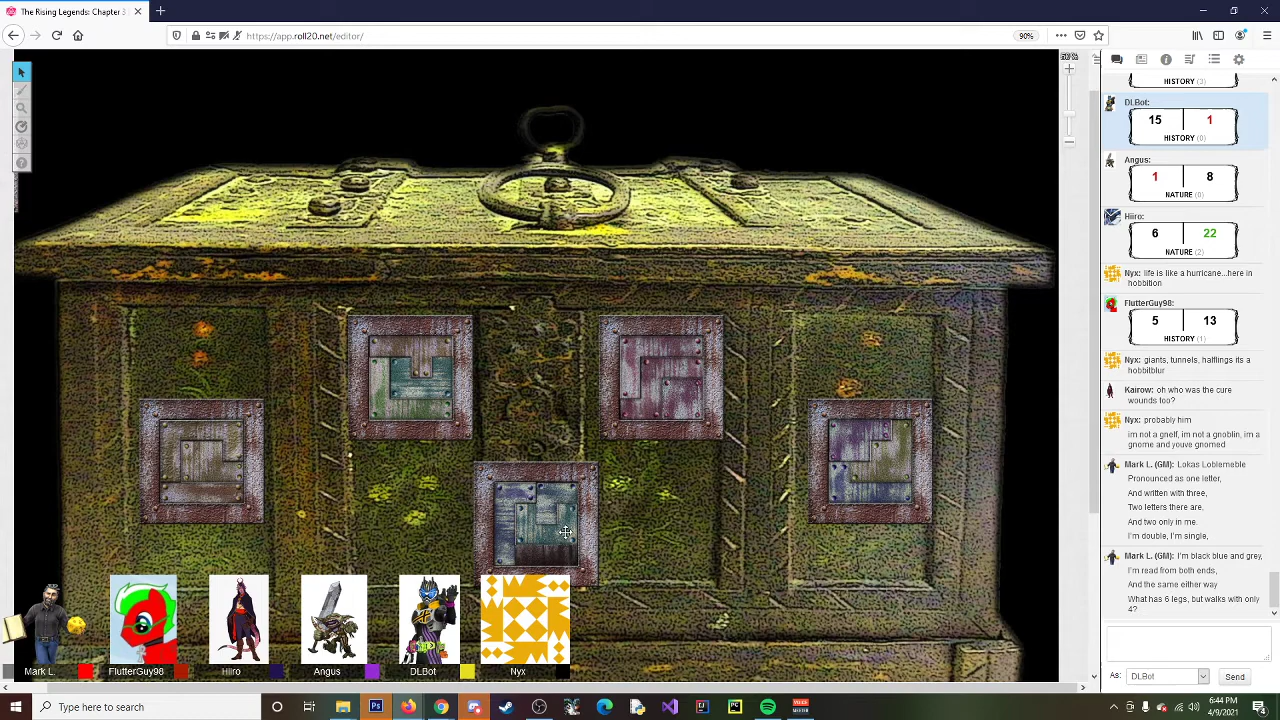 The Rising Legends: Chapter 3
https://app.roll20.net/editor/
90%
HISTORY (3)
DLBot:
15 1
HISTORY (0)
Angus:
1 8
NATURE (0)
Hiiro:
6 22
NATURE (2)
Nyx: life is like a hurricane...here in
hobbition
FlutterGuy98:
5 13
HISTORY (1)
Nyx: giants, tunnels, halflings its a
hobbitblur
Kairow: oh who was the cure
wounds too?
Nyx: probably him
im not a gnelf, im not a gnoblin, im a
gnome and youve gnomed
Mark L. (GM): Lokas Loblemeble
Pronounced as one letter,
And written with three,
Two letters there are,
And two only in me.
I'm double, I'm single,
Mark L. (GM): I'm black blue and grey,
I'm read from both ends,
And the same either way
What has 6 legs, but walks with only
4?
As: DLBot
Send
Mark L.
FlutterGuy98
Hiiro
Angus
DLBot
Nyx
Type here to search
6:44 PM
4/9/2021